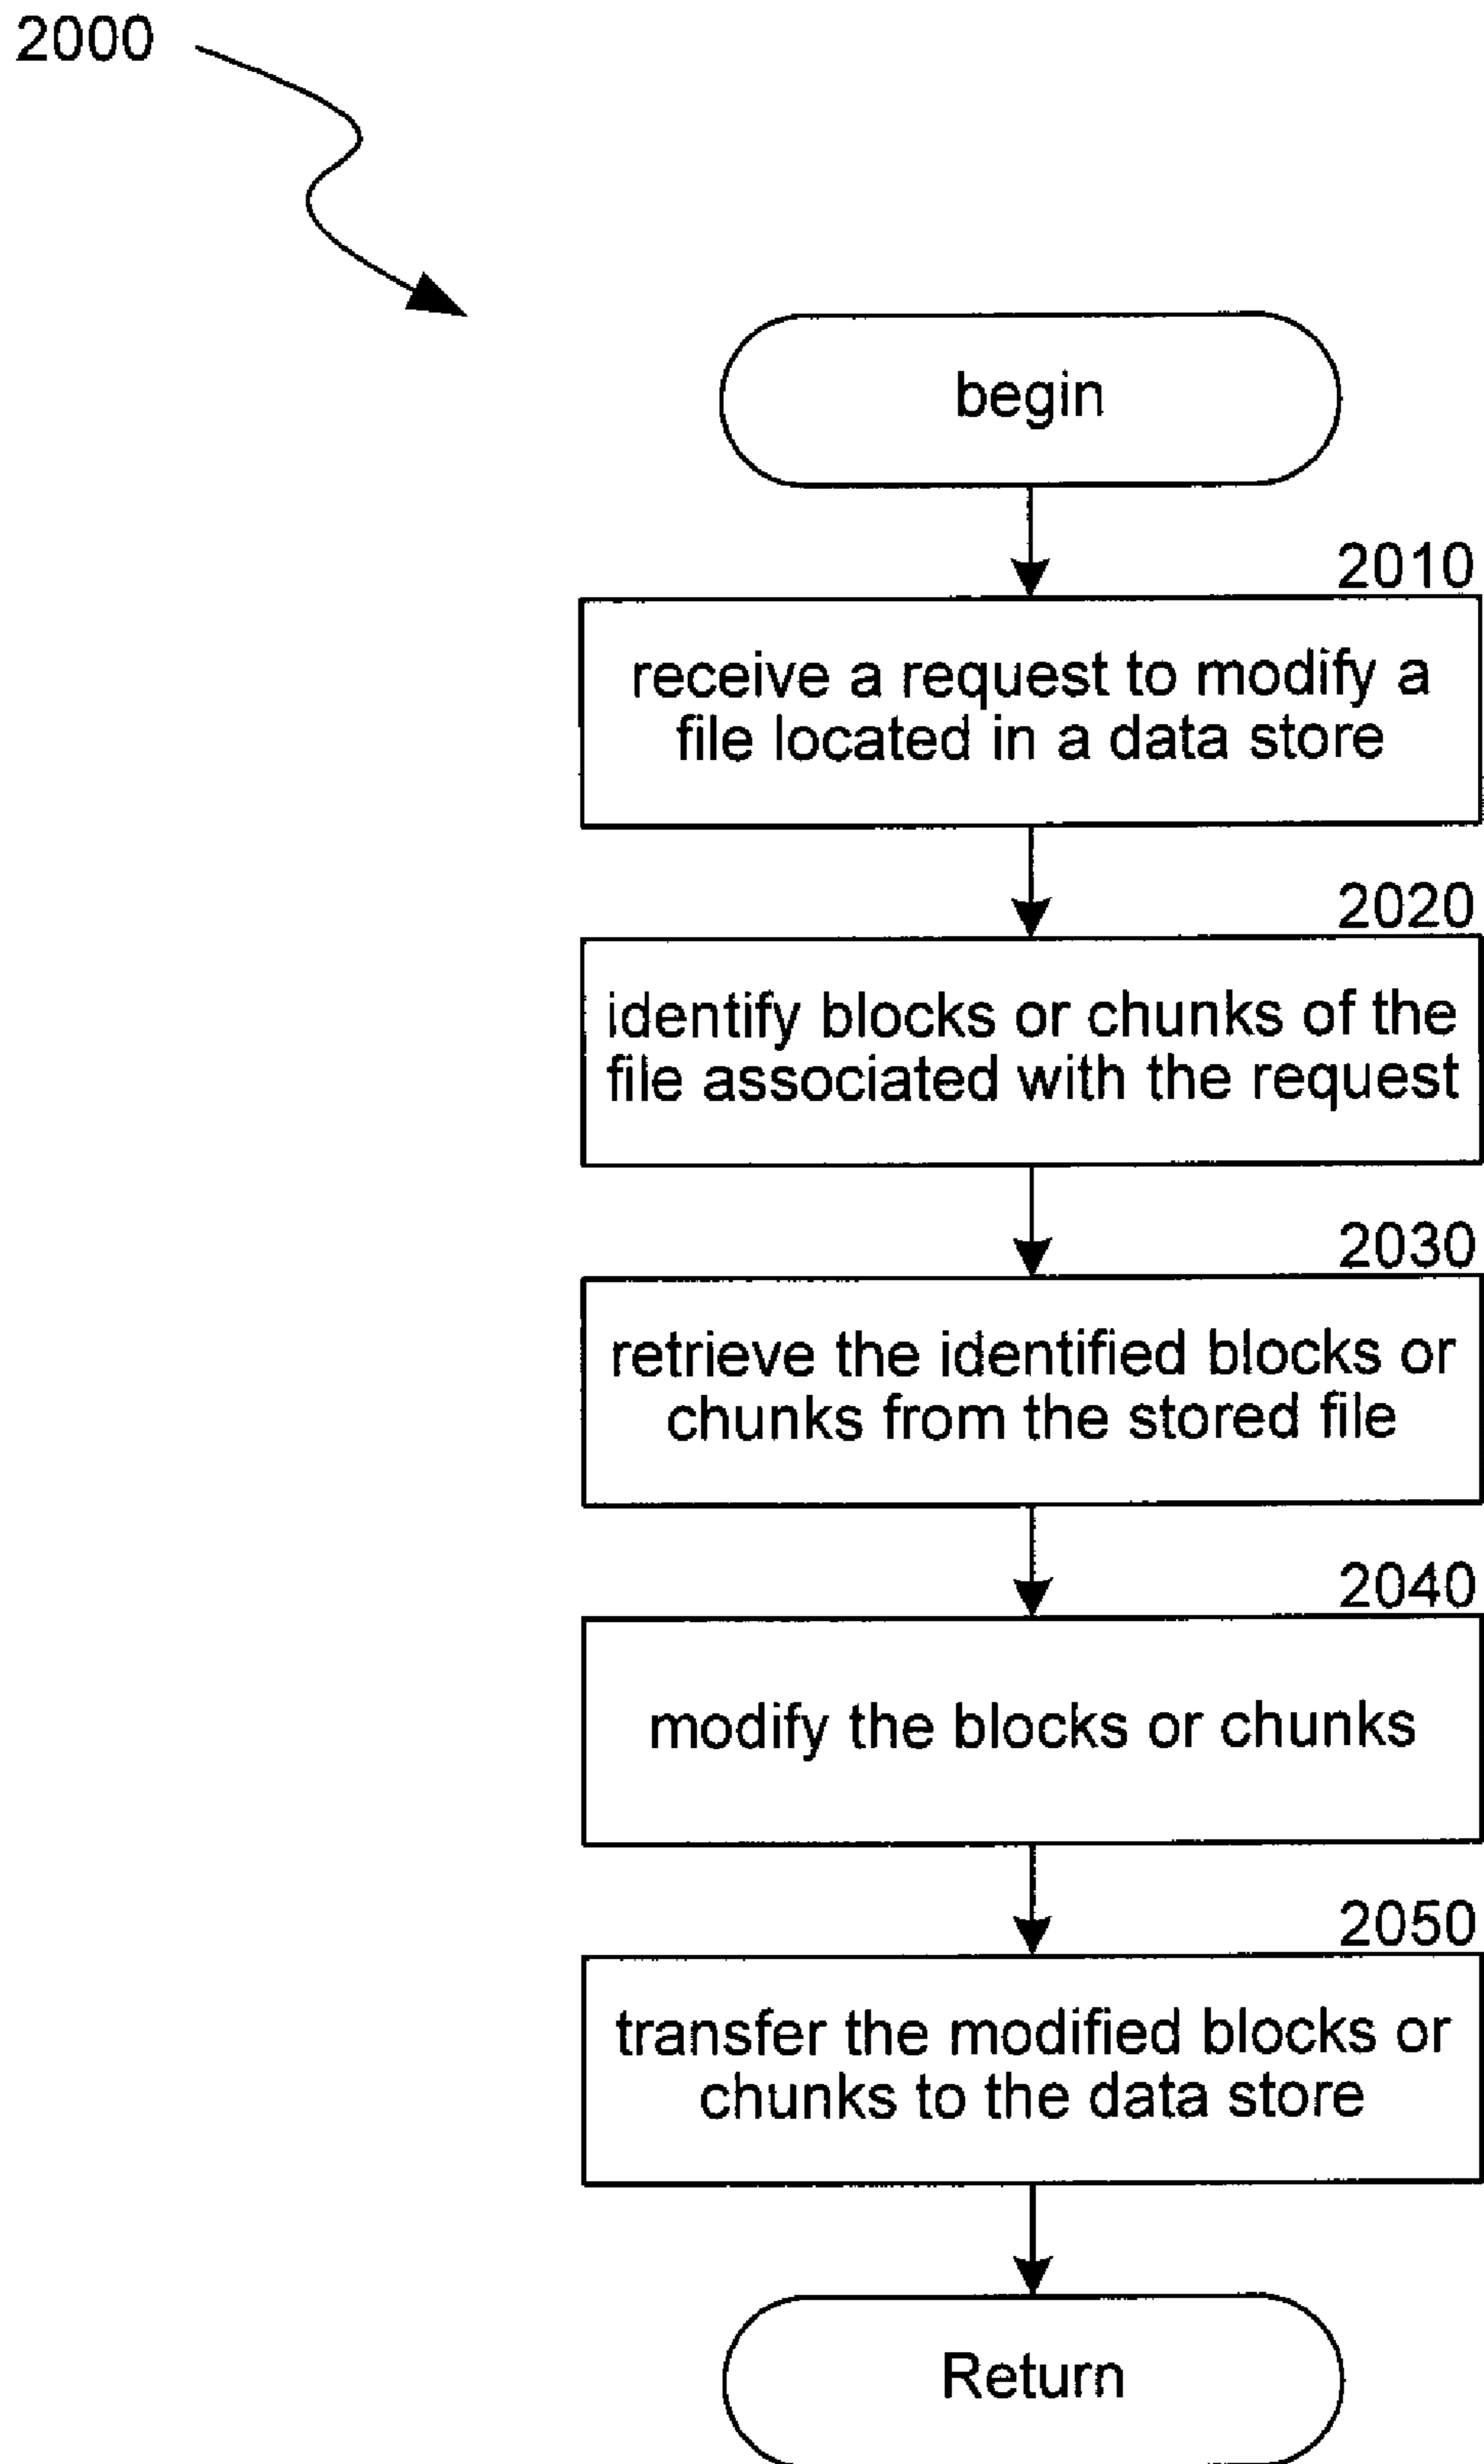 2000
begin
2010
receive a request to modify a
file located in a data store
2020
identify blocks or chunks of the
file associated with the request
2030
retrieve the identified blocks or
chunks from the stored file
2040
modify the blocks or chunks
2050
transfer the modified blocks or
chunks to the data store
Return